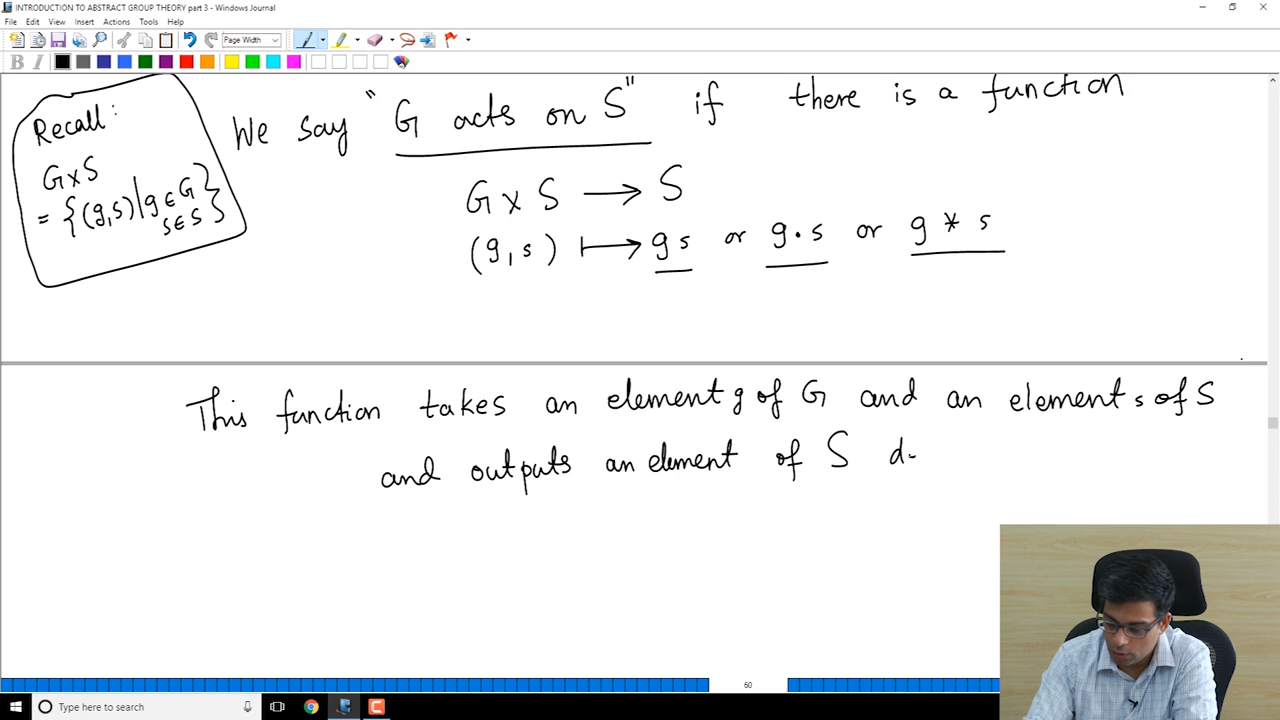 INTRODUCTION TO ABSTRACT GROUP THEORY part 3 - Windows Journal
File Edit View Insert Actions Tools Help
Page Width
B I
Recall:
G×S
= {(g,s)|g∈G
s∈S}
We say "G acts on S" if there is a function
G × S → S
(g,s) ↦ gs or g·s or g * s
This function takes an element g of G and an element s of S
and outputs an element of S d-
60
Type here to search